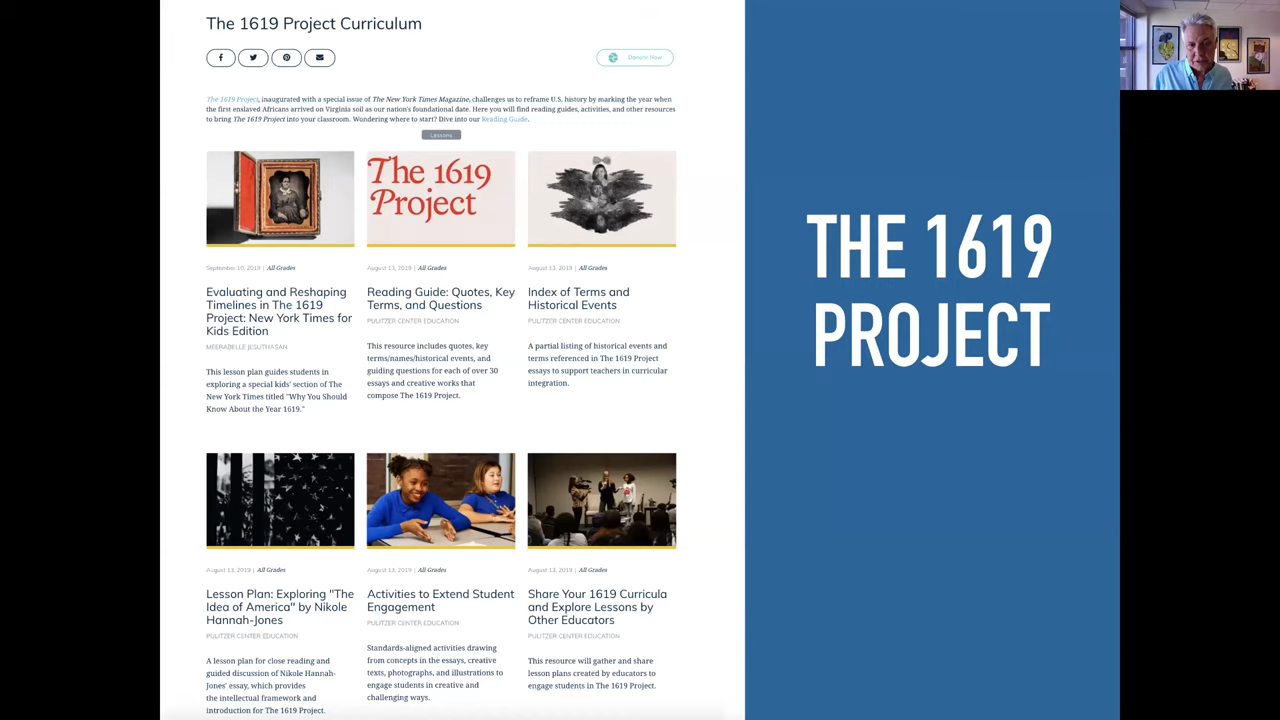 The 1619 Project Curriculum
Donate Now
The 1619 Project, inaugurated with a special issue of The New York Times Magazine, challenges us to reframe U.S. history by marking the year when
the first enslaved Africans arrived on Virginia soil as our nation's foundational date. Here you will find reading guides, activities, and other resources
to bring The 1619 Project into your classroom. Wondering where to start? Dive into our Reading Guide.
Lessons
The 1619
Project
September 10, 2019 | All Grades
Evaluating and Reshaping
Timelines in The 1619
Project: New York Times for
Kids Edition
MEERABELLE JESUTHASAN
This lesson plan guides students in
exploring a special kids' section of The
New York Times titled "Why You Should
Know About the Year 1619."
August 13, 2019 | All Grades
Reading Guide: Quotes, Key
Terms, and Questions
PULITZER CENTER EDUCATION
This resource includes quotes, key
terms/names/historical events, and
guiding questions for each of over 30
essays and creative works that
compose The 1619 Project.
August 13, 2019 | All Grades
Index of Terms and
Historical Events
PULITZER CENTER EDUCATION
A partial listing of historical events and
terms referenced in The 1619 Project
essays to support teachers in curricular
integration.
August 13, 2019 | All Grades
Lesson Plan: Exploring "The
Idea of America" by Nikole
Hannah-Jones
PULITZER CENTER EDUCATION
A lesson plan for close reading and
guided discussion of Nikole Hannah-
Jones' essay, which provides
the intellectual framework and
introduction for The 1619 Project.
August 13, 2019 | All Grades
Activities to Extend Student
Engagement
PULITZER CENTER EDUCATION
Standards-aligned activities drawing
from concepts in the essays, creative
texts, photographs, and illustrations to
engage students in creative and
challenging ways.
August 13, 2019 | All Grades
Share Your 1619 Curricula
and Explore Lessons by
Other Educators
PULITZER CENTER EDUCATION
This resource will gather and share
lesson plans created by educators to
engage students in The 1619 Project.
THE 1619
PROJECT